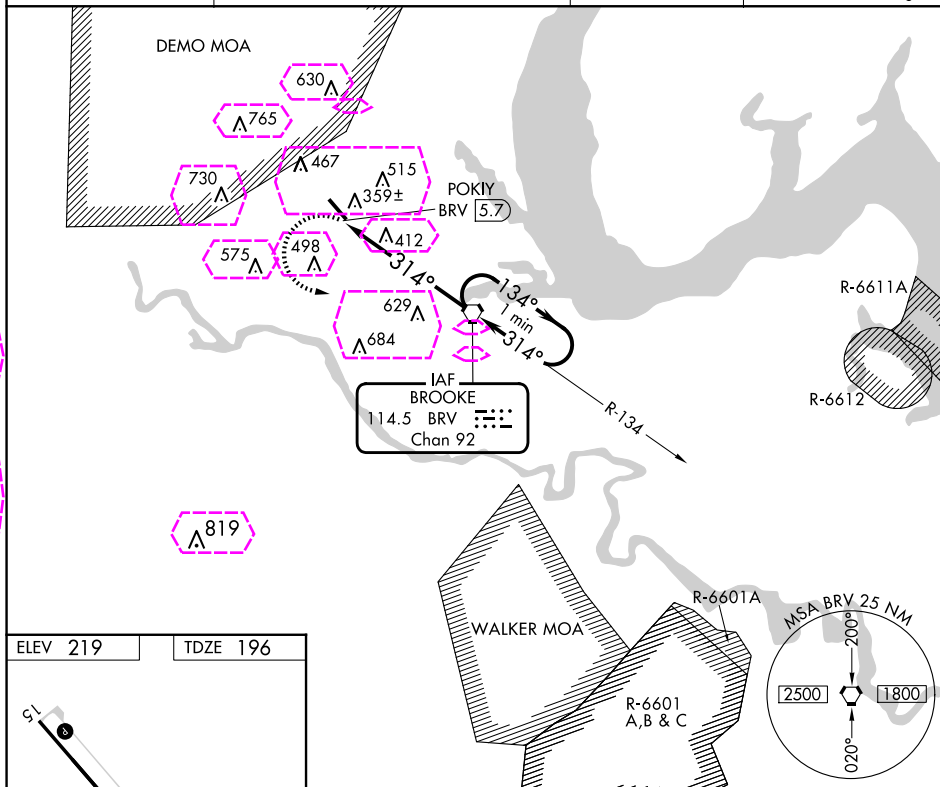 DEMO MOA
630
765
467
515
730
359±
POKIY
BRV 5.7
412
498
575
314°
134°
1 min
314°
629
684
R-6611A
R-6612
IAF
BROOKE
114.5 BRV
Chan 92
R-134
819
WALKER MOA
R-6601A
R-6601
A,B & C
MSA BRV 25 NM
200°
2500
1800
020°
ELEV 219
TDZE 196
15
P